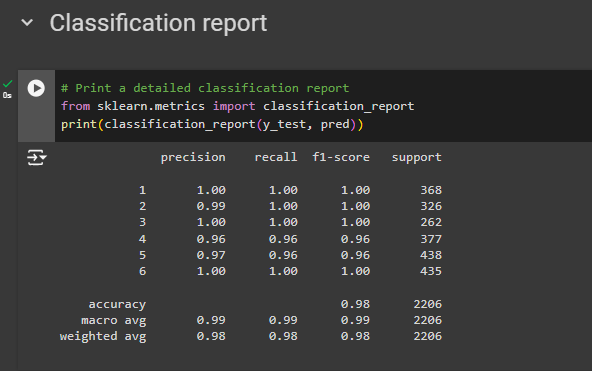 Classification report
0s
# Print a detailed classification report
from sklearn.metrics import classification_report
print(classification_report(y_test, pred))
precision recall f1-score support
1 1.00 1.00 1.00 368
2 0.99 1.00 1.00 326
3 1.00 1.00 1.00 262
4 0.96 0.96 0.96 377
5 0.97 0.96 0.96 438
6 1.00 1.00 1.00 435
accuracy 0.98 2206
macro avg 0.99 0.99 0.99 2206
weighted avg 0.98 0.98 0.98 2206